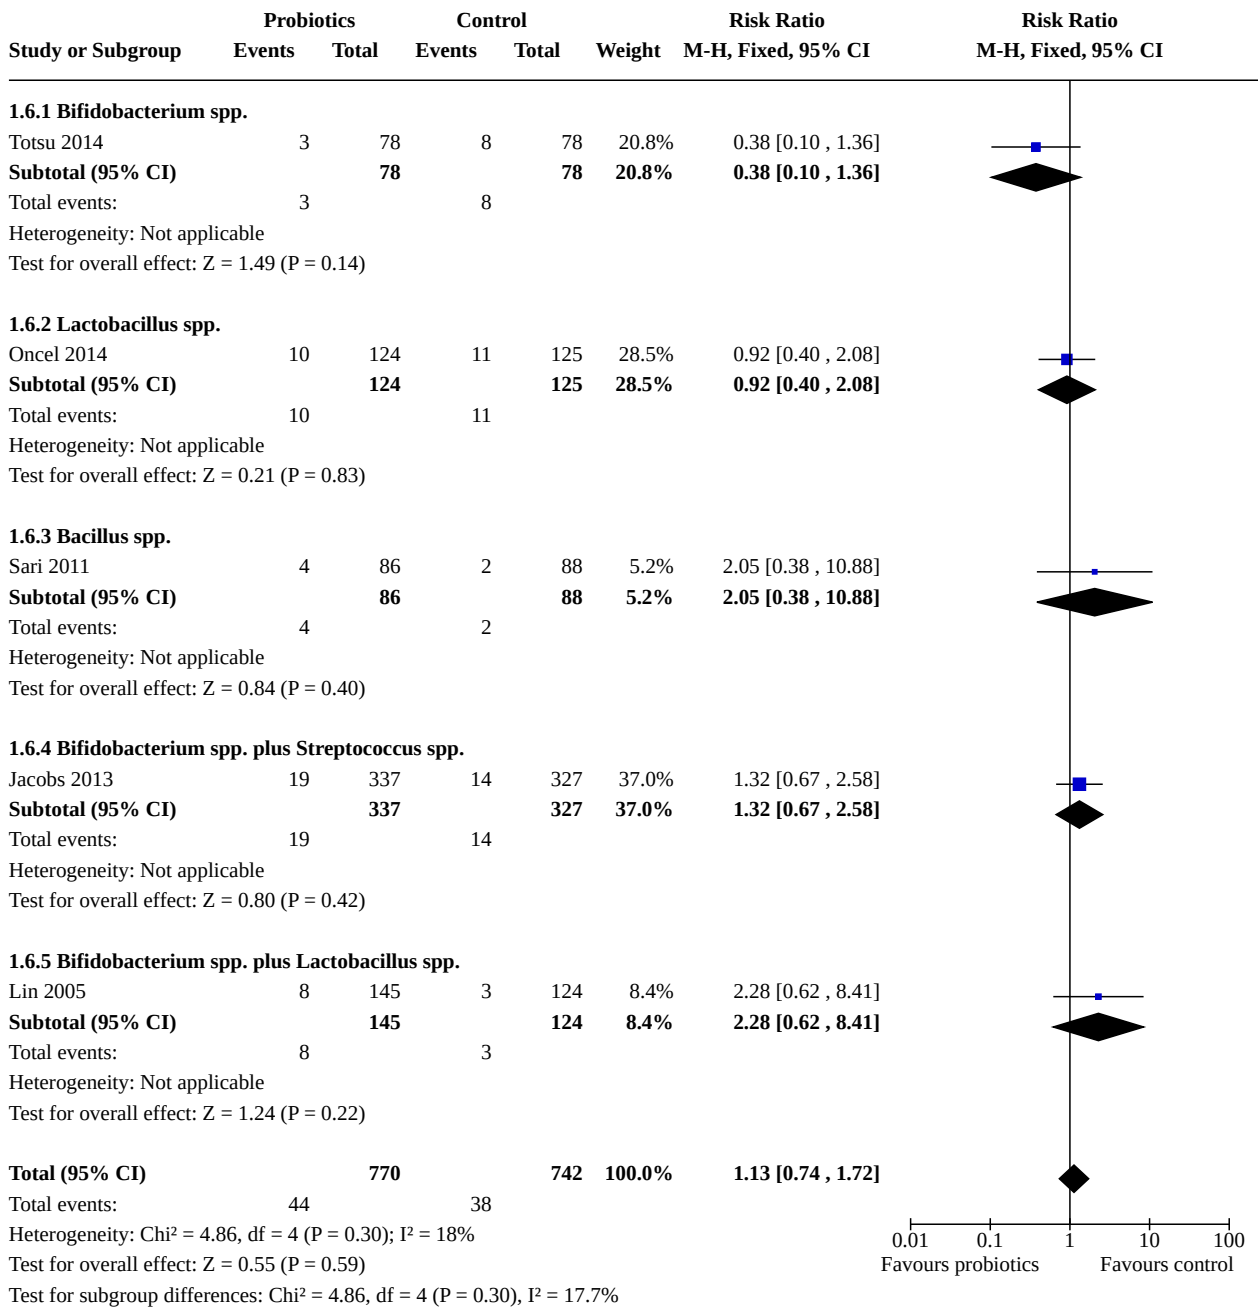 Probiotics Control Risk Ratio Risk Ratio
Study or Subgroup Events Total Events Total Weight M-H, Fixed, 95% CI M-H, Fixed, 95% CI
1.6.1 Bifidobacterium spp.
Totsu 2014 3 78 8 78 20.8% 0.38 [0.10 , 1.36]
Subtotal (95% CI) 78 78 20.8% 0.38 [0.10 , 1.36]
Total events: 3 8
Heterogeneity: Not applicable
Test for overall effect: Z = 1.49 (P = 0.14)
1.6.2 Lactobacillus spp.
Oncel 2014 10 124 11 125 28.5% 0.92 [0.40 , 2.08]
Subtotal (95% CI) 124 125 28.5% 0.92 [0.40 , 2.08]
Total events: 10 11
Heterogeneity: Not applicable
Test for overall effect: Z = 0.21 (P = 0.83)
1.6.3 Bacillus spp.
Sari 2011 4 86 2 88 5.2% 2.05 [0.38 , 10.88]
Subtotal (95% CI) 86 88 5.2% 2.05 [0.38 , 10.88]
Total events: 4 2
Heterogeneity: Not applicable
Test for overall effect: Z = 0.84 (P = 0.40)
1.6.4 Bifidobacterium spp. plus Streptococcus spp.
Jacobs 2013 19 337 14 327 37.0% 1.32 [0.67 , 2.58]
Subtotal (95% CI) 337 327 37.0% 1.32 [0.67 , 2.58]
Total events: 19 14
Heterogeneity: Not applicable
Test for overall effect: Z = 0.80 (P = 0.42)
1.6.5 Bifidobacterium spp. plus Lactobacillus spp.
Lin 2005 8 145 3 124 8.4% 2.28 [0.62 , 8.41]
Subtotal (95% CI) 145 124 8.4% 2.28 [0.62 , 8.41]
Total events: 8 3
Heterogeneity: Not applicable
Test for overall effect: Z = 1.24 (P = 0.22)
Total (95% CI) 770 742 100.0% 1.13 [0.74 , 1.72]
Total events: 44 38
Heterogeneity: Chi² = 4.86, df = 4 (P = 0.30); I² = 18%
Test for overall effect: Z = 0.55 (P = 0.59)
Test for subgroup differences: Chi² = 4.86, df = 4 (P = 0.30), I² = 17.7%
0.01 0.1 1 10 100
Favours probiotics Favours control